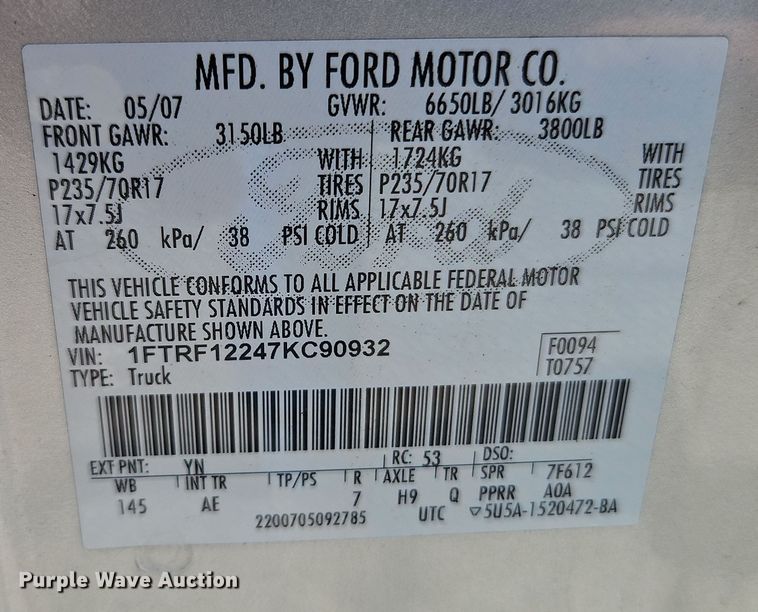 MFD. BY FORD MOTOR CO.
DATE: 05/07 GVWR: 6650LB/ 3016KG
FRONT GAWR: 3150LB REAR GAWR: 3800LB
1429KG WITH 1724KG WITH
P235/70R17 TIRES P235/70R17 TIRES
17x7.5J RIMS 17x7.5J RIMS
AT 260 kPa/ 38 PSI COLD AT 260 kPa/ 38 PSI COLD
Ford
THIS VEHICLE CONFORMS TO ALL APPLICABLE FEDERAL MOTOR
VEHICLE SAFETY STANDARDS IN EFFECT ON THE DATE OF
MANUFACTURE SHOWN ABOVE.
VIN: 1FTRF12247KC90932 F0094
TYPE: Truck T0757
EXT PNT: YN RC: 53 DSO:
WB INT TR TP/PS R AXLE TR SPR 7F612
145 AE 7 H9 Q PPRR A0A
2200705092785 UTC ▽5U5A-1520472-BA
Purple Wave Auction